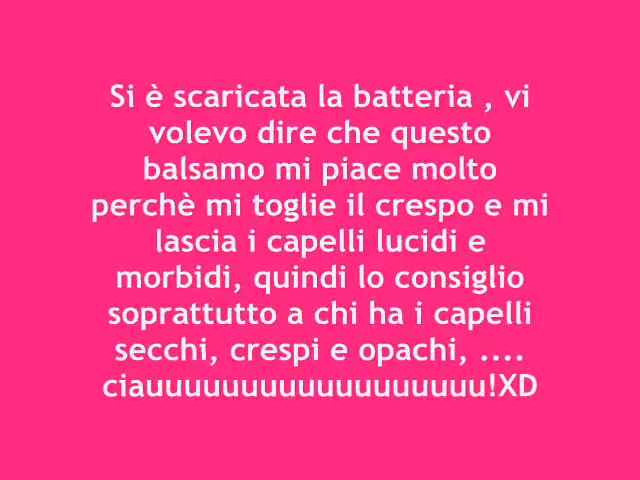 Si è scaricata la batteria , vi
volevo dire che questo
balsamo mi piace molto
perchè mi toglie il crespo e mi
lascia i capelli lucidi e
morbidi, quindi lo consiglio
soprattutto a chi ha i capelli
secchi, crespi e opachi, ....
ciauuuuuuuuuuuuuuuuuu!XD